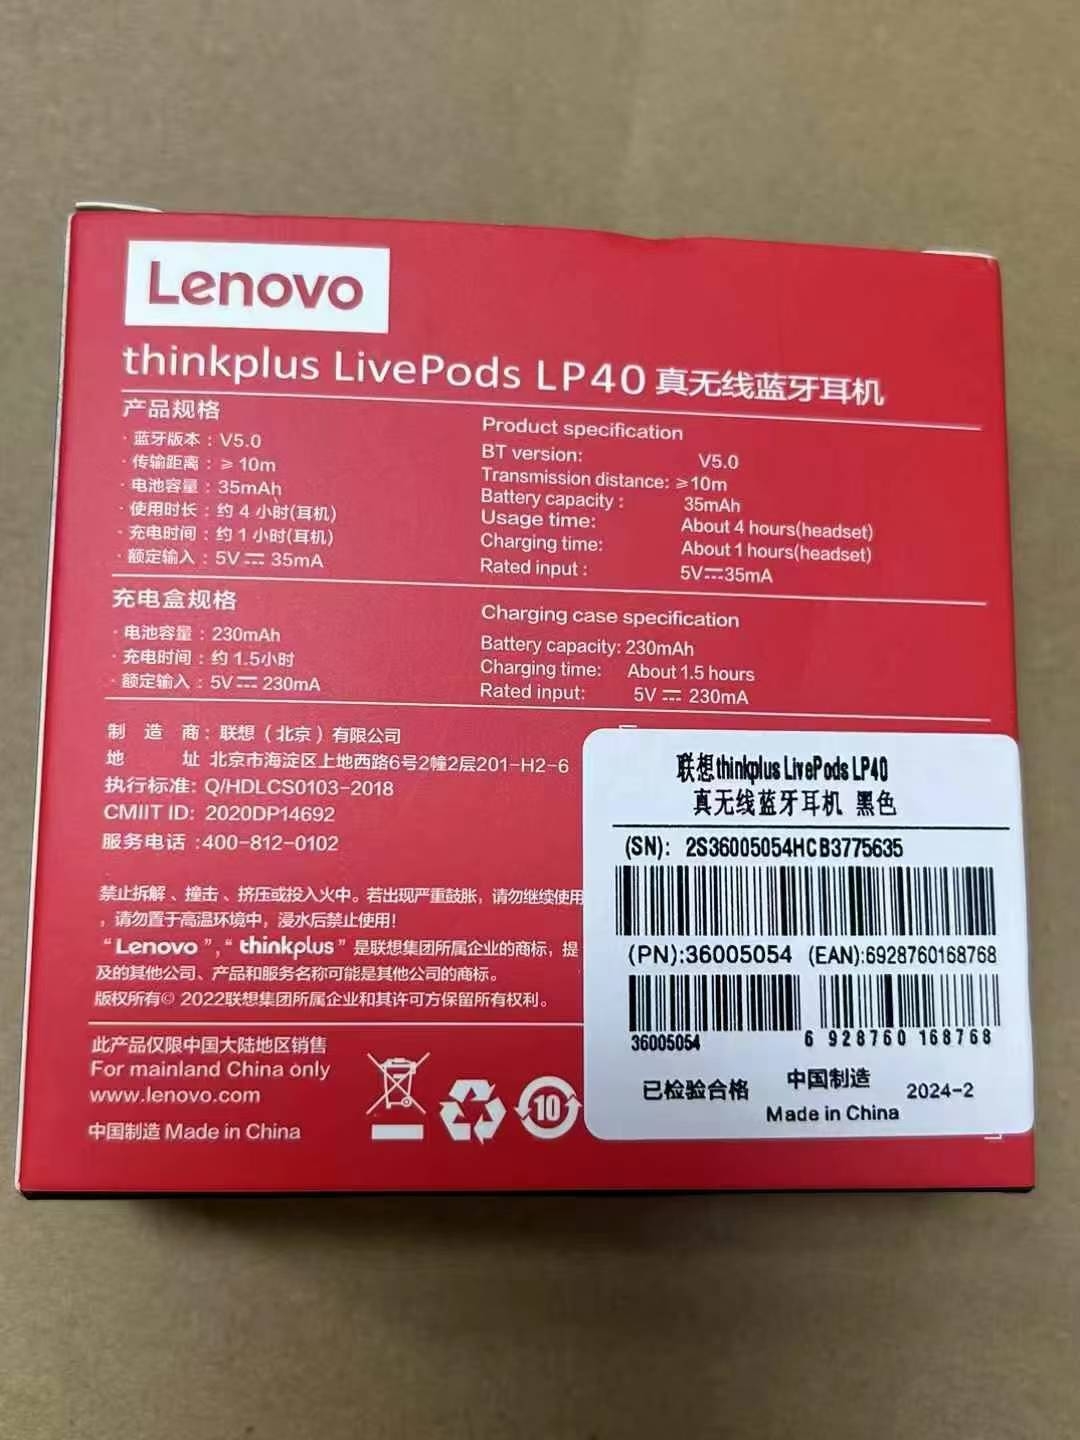 Lenovo
thinkplus LivePods LP40 真无线蓝牙耳机
产品规格
· 蓝牙版本：V5.0
· 传输距离：≥10m
· 电池容量：35mAh
· 使用时长：约 4 小时(耳机)
· 充电时间：约 1 小时(耳机)
· 额定输入：5V⎓35mA
Product specification
BT version: V5.0
Transmission distance: ≥10m
Battery capacity : 35mAh
Usage time: About 4 hours(headset)
Charging time: About 1 hours(headset)
Rated input : 5V⎓35mA
充电盒规格
· 电池容量：230mAh
· 充电时间：约 1.5小时
· 额定输入：5V⎓230mA
Charging case specification
Battery capacity: 230mAh
Charging time: About 1.5 hours
Rated input: 5V⎓230mA
制 造 商：联想（北京）有限公司
地 址 北京市海淀区上地西路6号2幢2层201-H2-6
执行标准: Q/HDLCS0103-2018
CMIIT ID: 2020DP14692
服务电话 :400-812-0102
禁止拆解、撞击、挤压或投入火中。若出现严重鼓胀，请勿继续使用
，请勿置于高温环境中，浸水后禁止使用！
“Lenovo”,“thinkplus”是联想集团所属企业的商标，提
及的其他公司、产品和服务名称可能是其他公司的商标。
版权所有© 2022联想集团所属企业和其许可方保留所有权利。
此产品仅限中国大陆地区销售
For mainland China only
www.lenovo.com
中国制造 Made in China
10
联想thinkplus LivePods LP40
真无线蓝牙耳机 黑色
(SN): 2S36005054HCB3775635
(PN):36005054 (EAN):6928760168768
36005054 6 928760 168768
已检验合格 中国制造 2024-2
Made in China